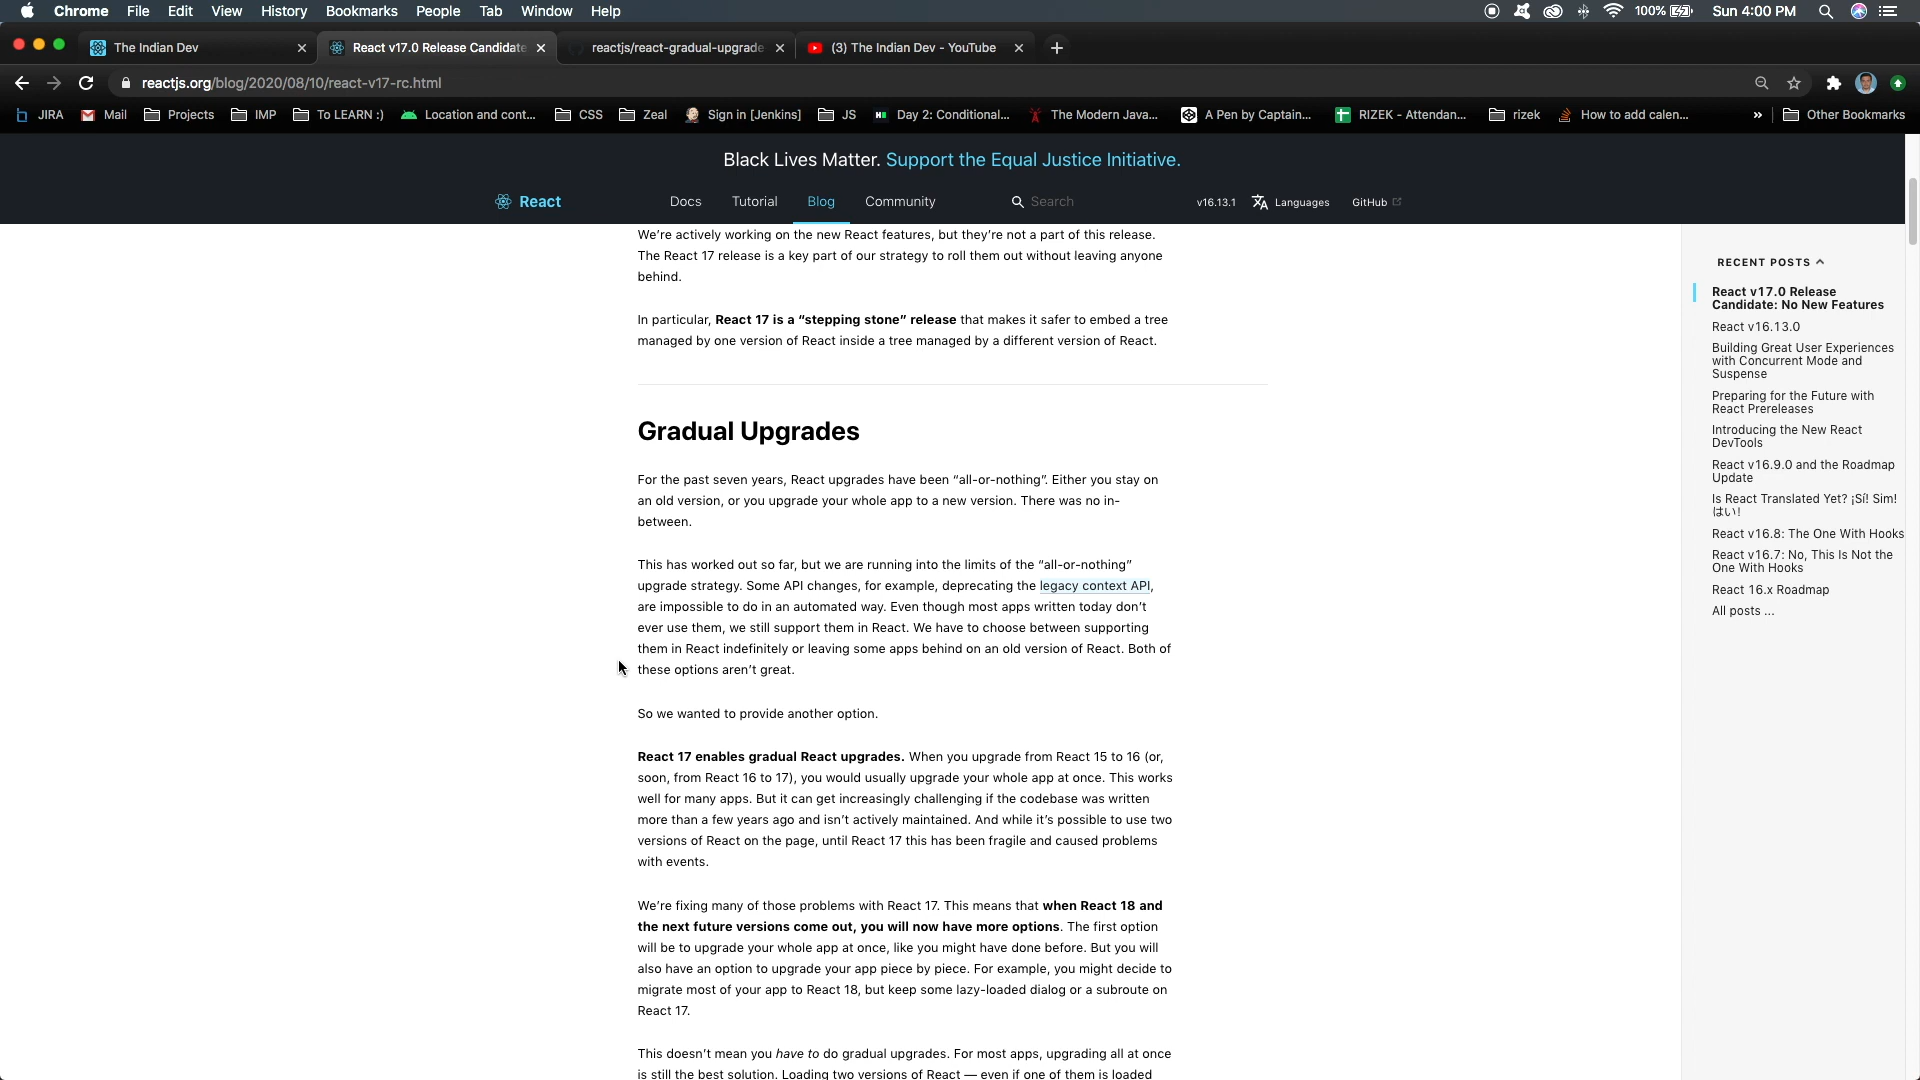 Chrome File Edit View History Bookmarks People Tab Window Help 100% Sun 4:00 PM
The Indian Dev
React v17.0 Release Candidate
reactjs/react-gradual-upgrade
(3) The Indian Dev - YouTube
reactjs.org/blog/2020/08/10/react-v17-rc.html
JIRA Mail Projects IMP To LEARN :) Location and cont... CSS Zeal Sign in [Jenkins] JS Day 2: Conditional... The Modern Java... A Pen by Captain... RIZEK - Attendan... rizek How to add calen... » Other Bookmarks
Black Lives Matter. Support the Equal Justice Initiative.
React Docs Tutorial Blog Community Search v16.13.1 Languages GitHub
We're actively working on the new React features, but they're not a part of this release.
The React 17 release is a key part of our strategy to roll them out without leaving anyone
behind.
In particular, React 17 is a “stepping stone” release that makes it safer to embed a tree
managed by one version of React inside a tree managed by a different version of React.
Gradual Upgrades
For the past seven years, React upgrades have been “all-or-nothing”. Either you stay on
an old version, or you upgrade your whole app to a new version. There was no in-
between.
This has worked out so far, but we are running into the limits of the “all-or-nothing”
upgrade strategy. Some API changes, for example, deprecating the legacy context API,
are impossible to do in an automated way. Even though most apps written today don't
ever use them, we still support them in React. We have to choose between supporting
them in React indefinitely or leaving some apps behind on an old version of React. Both of
these options aren't great.
So we wanted to provide another option.
React 17 enables gradual React upgrades. When you upgrade from React 15 to 16 (or,
soon, from React 16 to 17), you would usually upgrade your whole app at once. This works
well for many apps. But it can get increasingly challenging if the codebase was written
more than a few years ago and isn't actively maintained. And while it's possible to use two
versions of React on the page, until React 17 this has been fragile and caused problems
with events.
We're fixing many of those problems with React 17. This means that when React 18 and
the next future versions come out, you will now have more options. The first option
will be to upgrade your whole app at once, like you might have done before. But you will
also have an option to upgrade your app piece by piece. For example, you might decide to
migrate most of your app to React 18, but keep some lazy-loaded dialog or a subroute on
React 17.
This doesn't mean you have to do gradual upgrades. For most apps, upgrading all at once
is still the best solution. Loading two versions of React — even if one of them is loaded
RECENT POSTS
React v17.0 Release
Candidate: No New Features
React v16.13.0
Building Great User Experiences
with Concurrent Mode and
Suspense
Preparing for the Future with
React Prereleases
Introducing the New React
DevTools
React v16.9.0 and the Roadmap
Update
Is React Translated Yet? ¡Sí! Sim!
はい!
React v16.8: The One With Hooks
React v16.7: No, This Is Not the
One With Hooks
React 16.x Roadmap
All posts ...